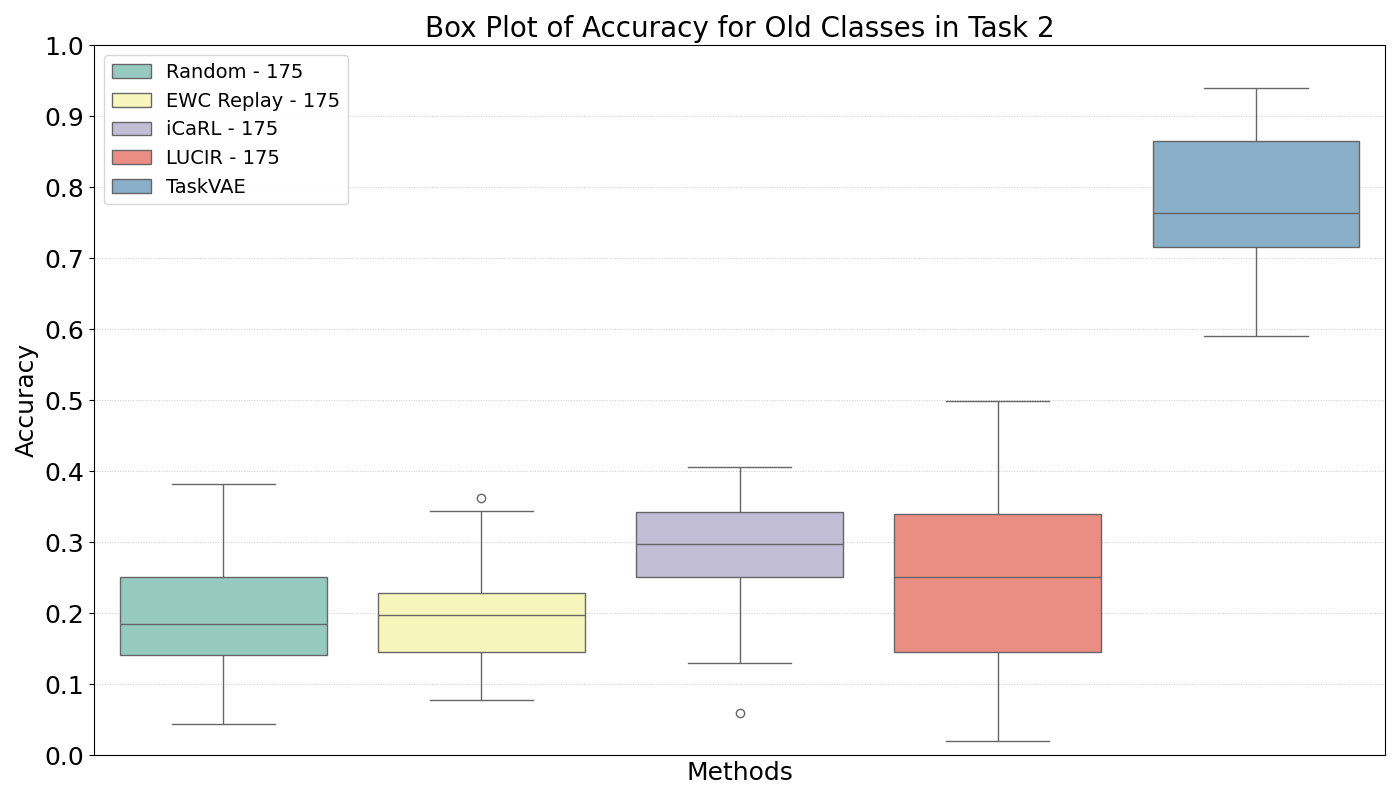 Box Plot of Accuracy for Old Classes in Task 2
1.0
0.9
0.8
0.7
0.6
0.5
0.4
0.3
0.2
0.1
0.0
Accuracy
Random - 175
EWC Replay - 175
iCaRL - 175
LUCIR - 175
TaskVAE
Methods